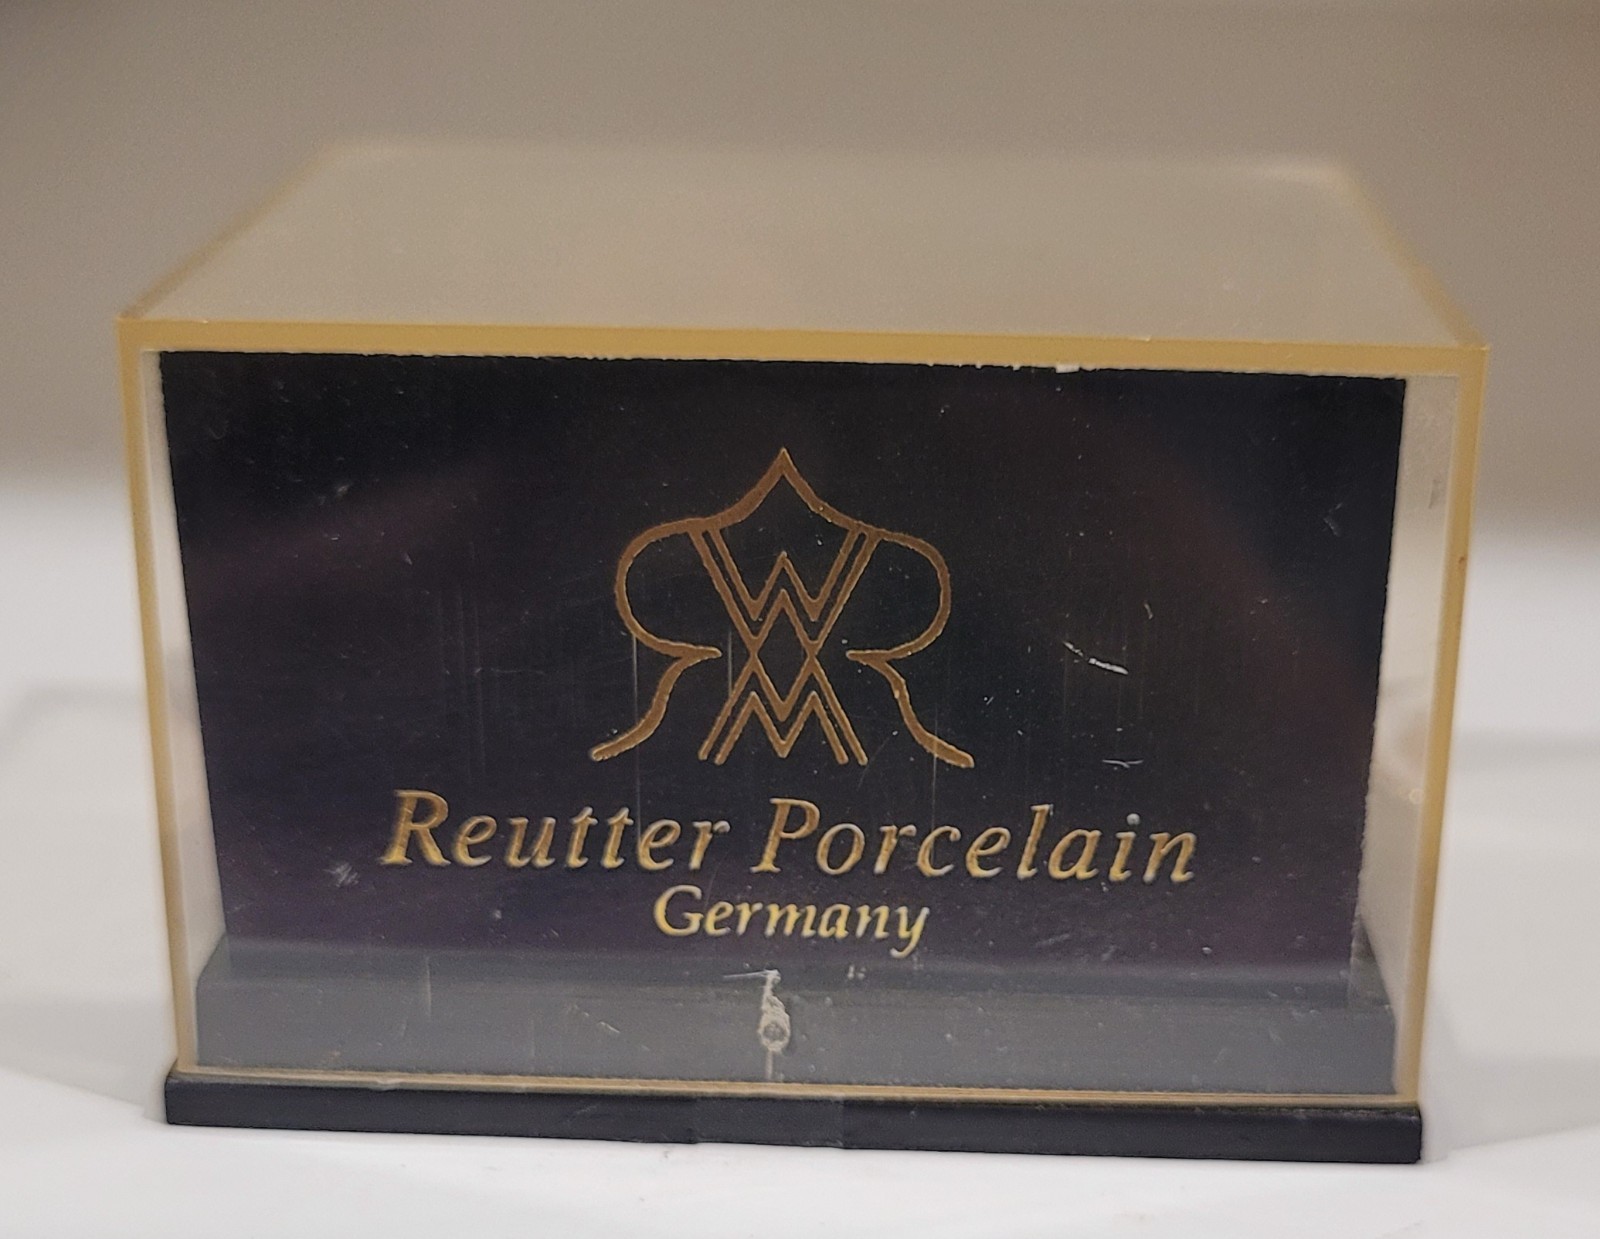 Reutter Porcelain
Germany